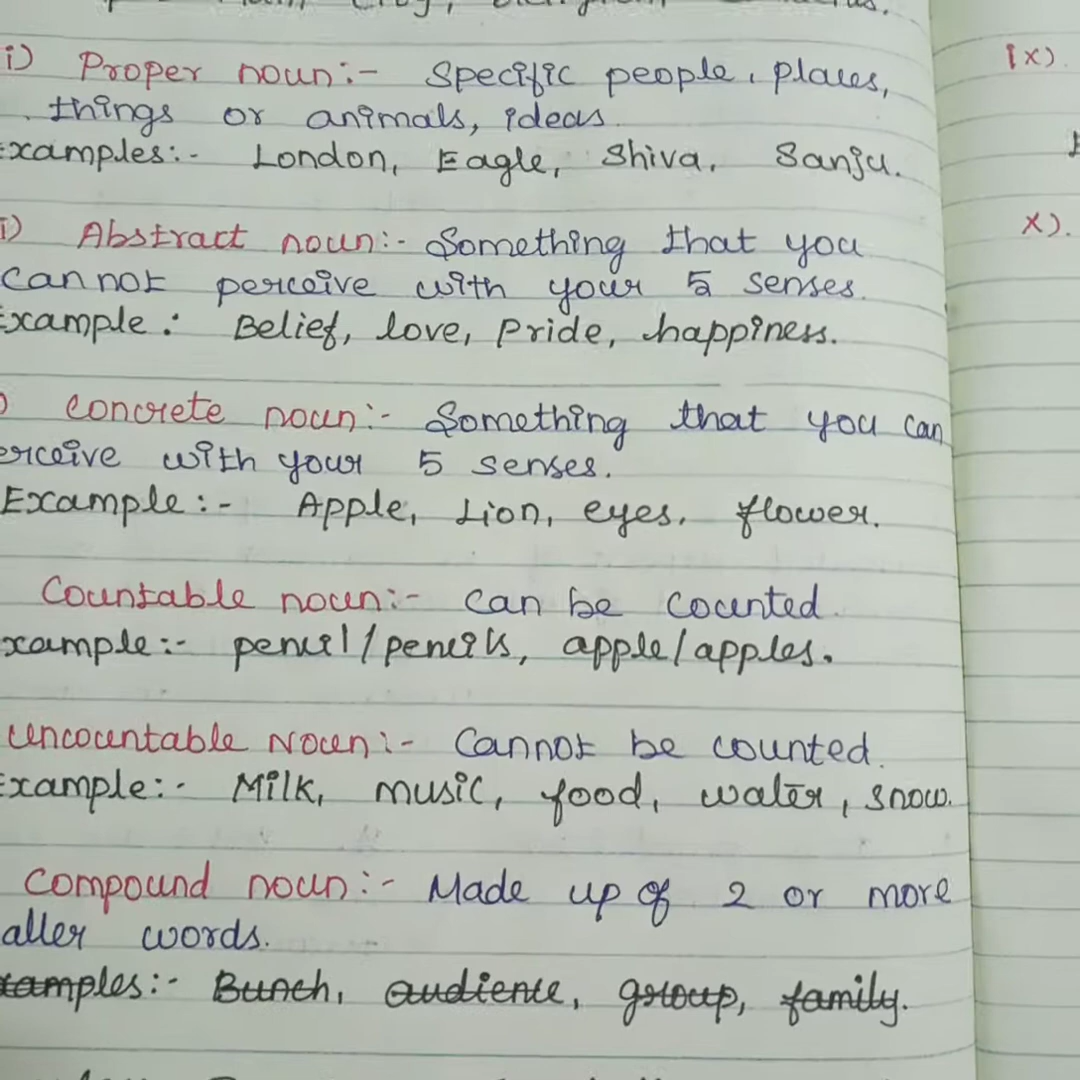 i) Proper noun:- Specific people, places,
things or animals, ideas.
Examples:- London, Eagle, Shiva, Sanju.
i) Abstract noun:- Something that you
cannot perceive with your 5 senses.
Example: Belief, love, Pride, happiness.
Concrete noun:- Something that you can
erceive with your 5 senses.
Example:- Apple, Lion, eyes, flower.
Countable noun:- can be counted.
xample:- pencil/pencils, apple/apples.
Uncountable Noun:- Cannot be counted.
Example:- Milk, music, food, water, snow.
Compound noun:- Made up of 2 or more
aller words.
xamples:- Bunch, audience, group, family.
ix).
x).